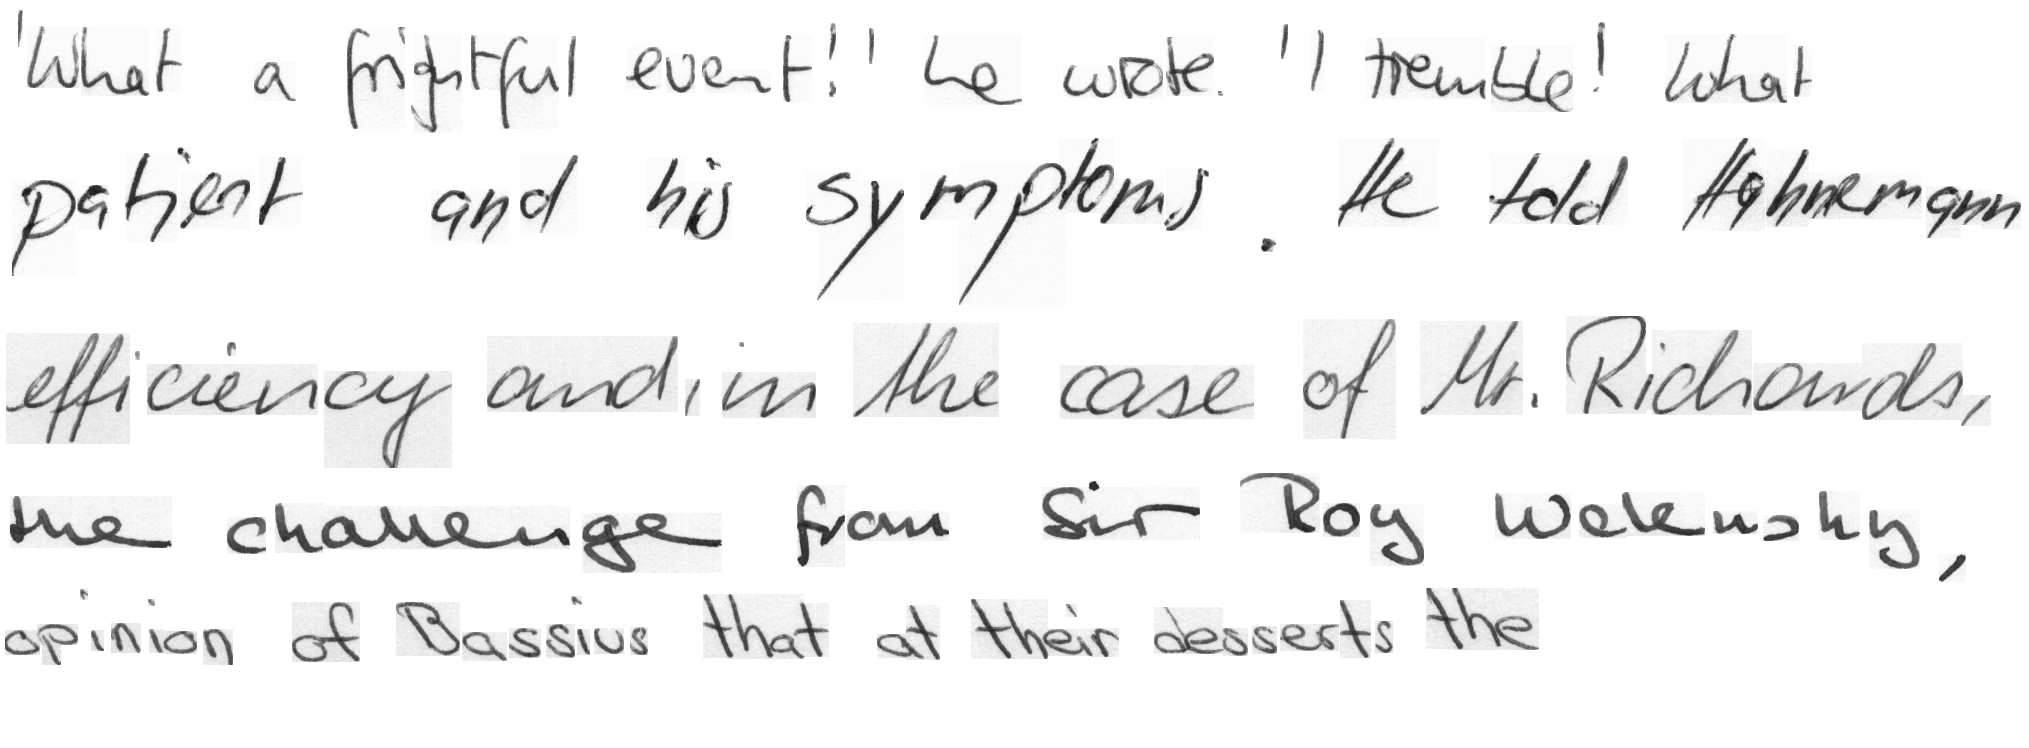 'What a frightful event!' he wrote. 'I tremble! What
patient and his symptoms. He told Hahnemann
efficiency and, in the case of Mr. Richards,
the challenge from Sir Roy Welensky,
opinion of Bassius that at their desserts the